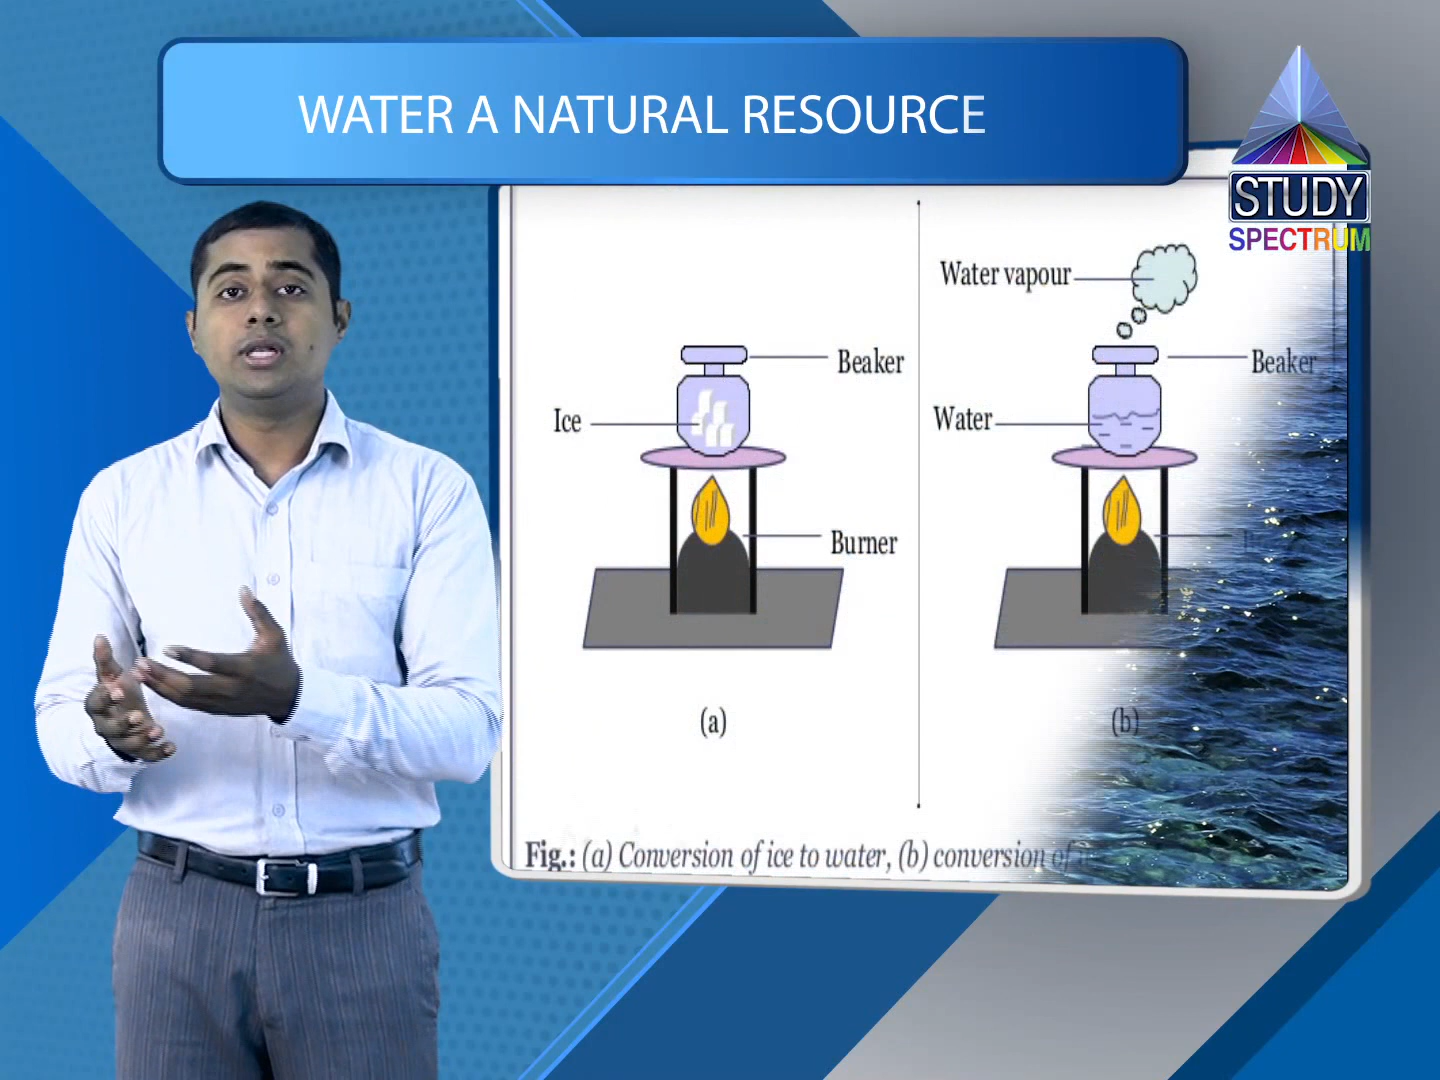 WATER A NATURAL RESOURCE
STUDY
SPECTRUM
Water vapour
Beaker
Beaker
Ice
Water
Burner
(a)
(b)
Fig.: (a) Conversion of ice to water, (b) conversion of